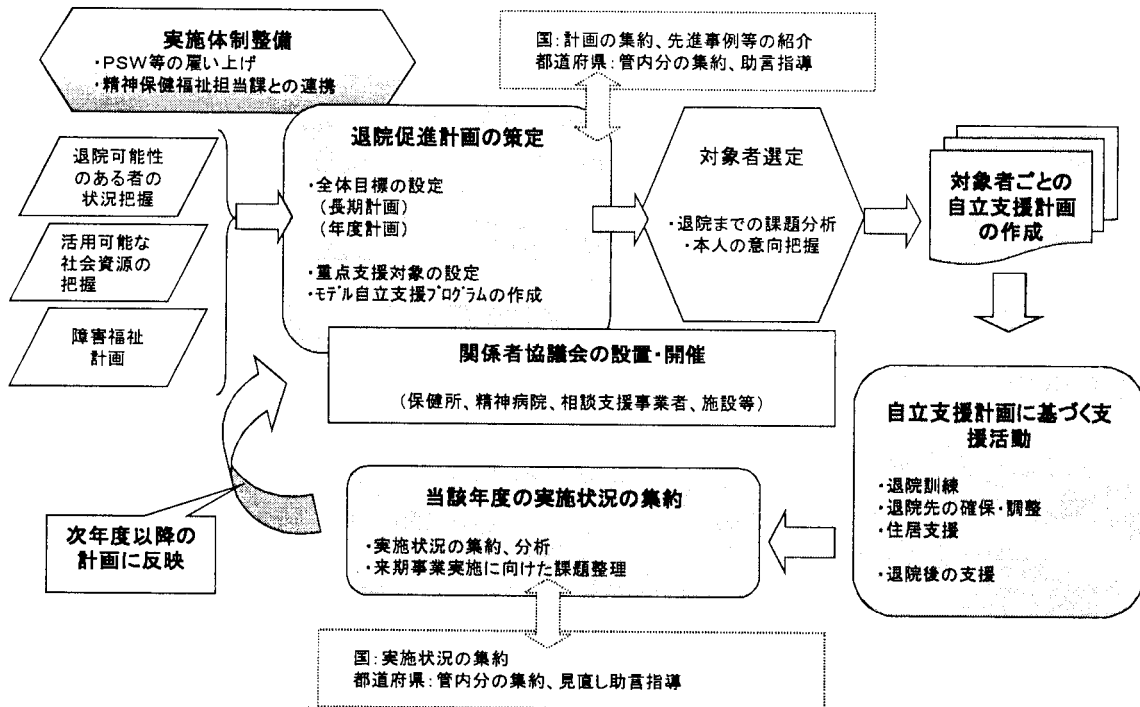 実施体制整備
・PSW等の雇い上げ
・精神保健福祉担当課との連携
国：計画の集約、先進事例等の紹介
都道府県：管内分の集約、助言指導
退院可能性
のある者の
状況把握
活用可能な
社会資源の
把握
障害福祉
計画
退院促進計画の策定
・全体目標の設定
（長期計画）
（年度計画）
・重点支援対象の設定
・モデル自立支援プログラムの作成
対象者選定
・退院までの課題分析
・本人の意向把握
対象者ごとの
自立支援計画
の作成
関係者協議会の設置・開催
（保健所、精神病院、相談支援事業者、施設等）
自立支援計画に基づく支
援活動
・退院訓練
・退院先の確保・調整
・住居支援
・退院後の支援
当該年度の実施状況の集約
・実施状況の集約、分析
・来期事業実施に向けた課題整理
次年度以降の
計画に反映
国：実施状況の集約
都道府県：管内分の集約、見直し助言指導